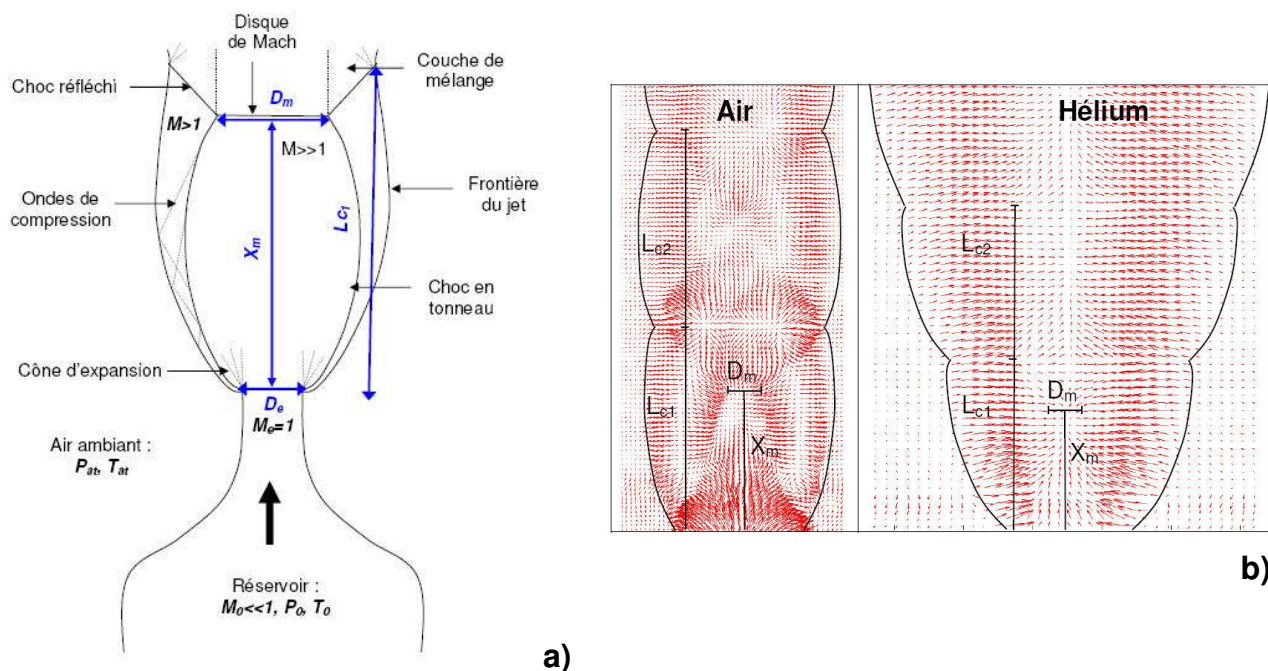 Disque
de Mach
Choc réfléchi
Couche de
mélange
D_m
M>1
M>>1
Ondes de
compression
X_m
Lc_1
Frontière
du jet
Choc en
tonneau
Cône d'expansion
D_e
M_e=1
Air ambiant :
P_at, T_at
Réservoir :
M_0<<1, P_0, T_0
a)
Air
L_c2
D_m
L_c1
X_m
Hélium
L_c2
D_m
L_c1
X_m
b)